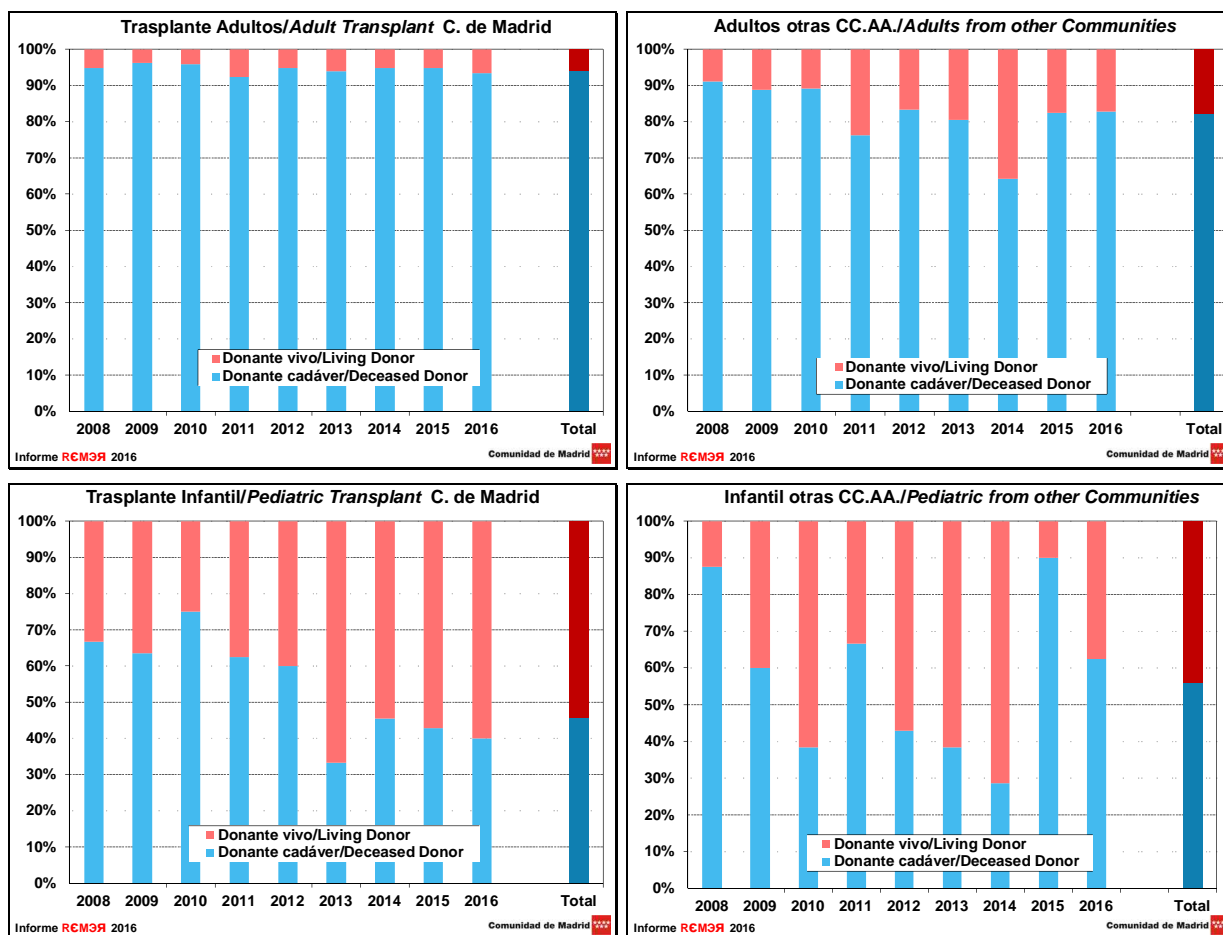 Trasplante Adultos/Adult Transplant C. de Madrid
100%
90%
80%
70%
60%
50%
40%
30%
20%
10%
0%
Donante vivo/Living Donor
Donante cadáver/Deceased Donor
2008 2009 2010 2011 2012 2013 2014 2015 2016 Total
Informe RЄMЭЯ 2016
Comunidad de Madrid
Adultos otras CC.AA./Adults from other Communities
100%
90%
80%
70%
60%
50%
40%
30%
20%
10%
0%
Donante vivo/Living Donor
Donante cadáver/Deceased Donor
2008 2009 2010 2011 2012 2013 2014 2015 2016 Total
Informe RЄMЭЯ 2016
Comunidad de Madrid
Trasplante Infantil/Pediatric Transplant C. de Madrid
100%
90%
80%
70%
60%
50%
40%
30%
20%
10%
0%
Donante vivo/Living Donor
Donante cadáver/Deceased Donor
2008 2009 2010 2011 2012 2013 2014 2015 2016 Total
Informe RЄMЭЯ 2016
Comunidad de Madrid
Infantil otras CC.AA./Pediatric from other Communities
100%
90%
80%
70%
60%
50%
40%
30%
20%
10%
0%
Donante vivo/Living Donor
Donante cadáver/Deceased Donor
2008 2009 2010 2011 2012 2013 2014 2015 2016 Total
Informe RЄMЭЯ 2016
Comunidad de Madrid